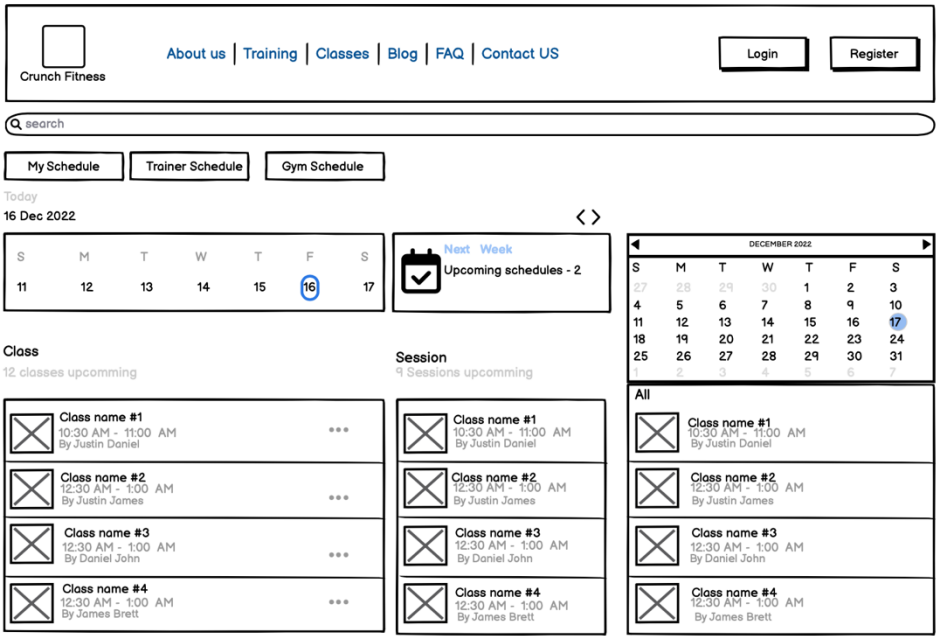 Crunch Fitness
About us | Training | Classes | Blog | FAQ | Contact US
Login
Register
search
My Schedule
Trainer Schedule
Gym Schedule
Today
16 Dec 2022
S M T W T F S
11 12 13 14 15 16 17
< >
Next Week
Upcoming schedules - 2
DECEMBER 2022
S M T W T F S
27 28 29 30 1 2 3
4 5 6 7 8 9 10
11 12 13 14 15 16 17
18 19 20 21 22 23 24
25 26 27 28 29 30 31
1 2 3 4 5 6 7
Class
12 classes upcomming
Class name #1
10:30 AM - 11:00 AM
By Justin Daniel
Class name #2
12:30 AM - 1:00 AM
By Justin James
Class name #3
12:30 AM - 1:00 AM
By Daniel John
Class name #4
12:30 AM - 1:00 AM
By James Brett
Session
9 Sessions upcomming
Class name #1
10:30 AM - 11:00 AM
By Justin Daniel
Class name #2
12:30 AM - 1:00 AM
By Justin James
Class name #3
12:30 AM - 1:00 AM
By Daniel John
Class name #4
12:30 AM - 1:00 AM
By James Brett
All
Class name #1
10:30 AM - 11:00 AM
By Justin Daniel
Class name #2
12:30 AM - 1:00 AM
By Justin James
Class name #3
12:30 AM - 1:00 AM
By Daniel John
Class name #4
12:30 AM - 1:00 AM
By James Brett